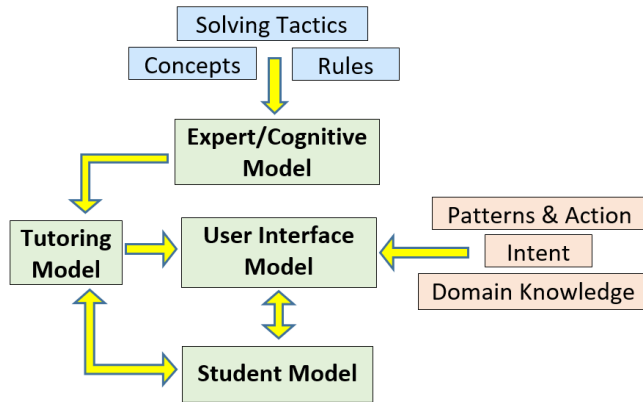 Solving Tactics
Concepts
Rules
Expert/Cognitive
Model
Tutoring
Model
User Interface
Model
Patterns & Action
Intent
Domain Knowledge
Student Model